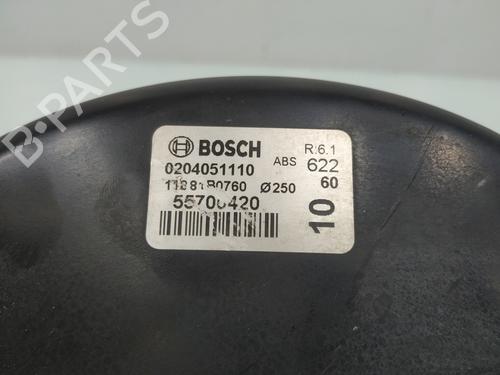 B-PARTS
BOSCH
R:6.1
0204051110 ABS 622
Ø250 60
10